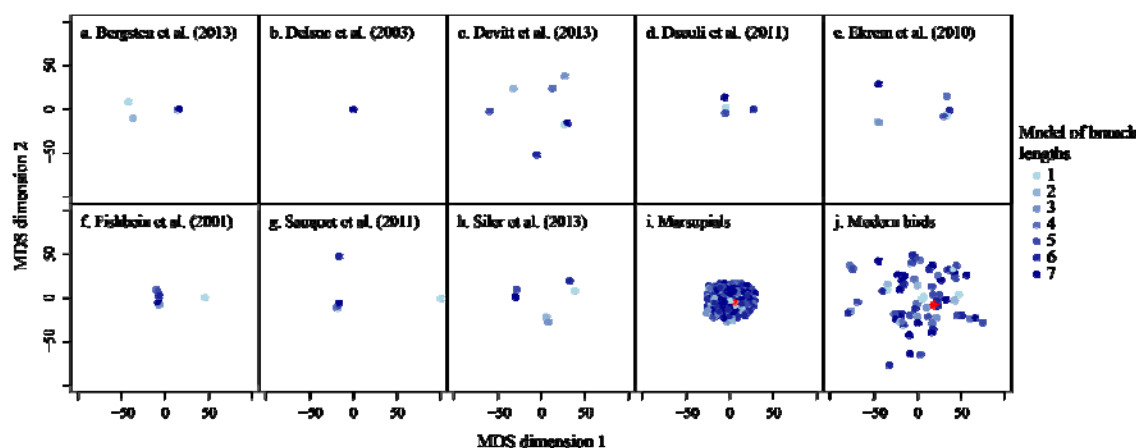 a. Bergsten et al. (2013)
b. Delsuc et al. (2003)
c. Devitt et al. (2013)
d. Dsouli et al. (2011)
e. Ekrem et al. (2010)
50
0
−50
f. Fishbein et al. (2001)
g. Sauquet et al. (2011)
h. Siler et al. (2013)
i. Marsupials
j. Modern birds
50
0
−50
−50 0 50
−50 0 50
−50 0 50
−50 0 50
−50 0 50
MDS dimension 1
MDS dimension 2
Model of branch
lengths
1
2
3
4
5
6
7